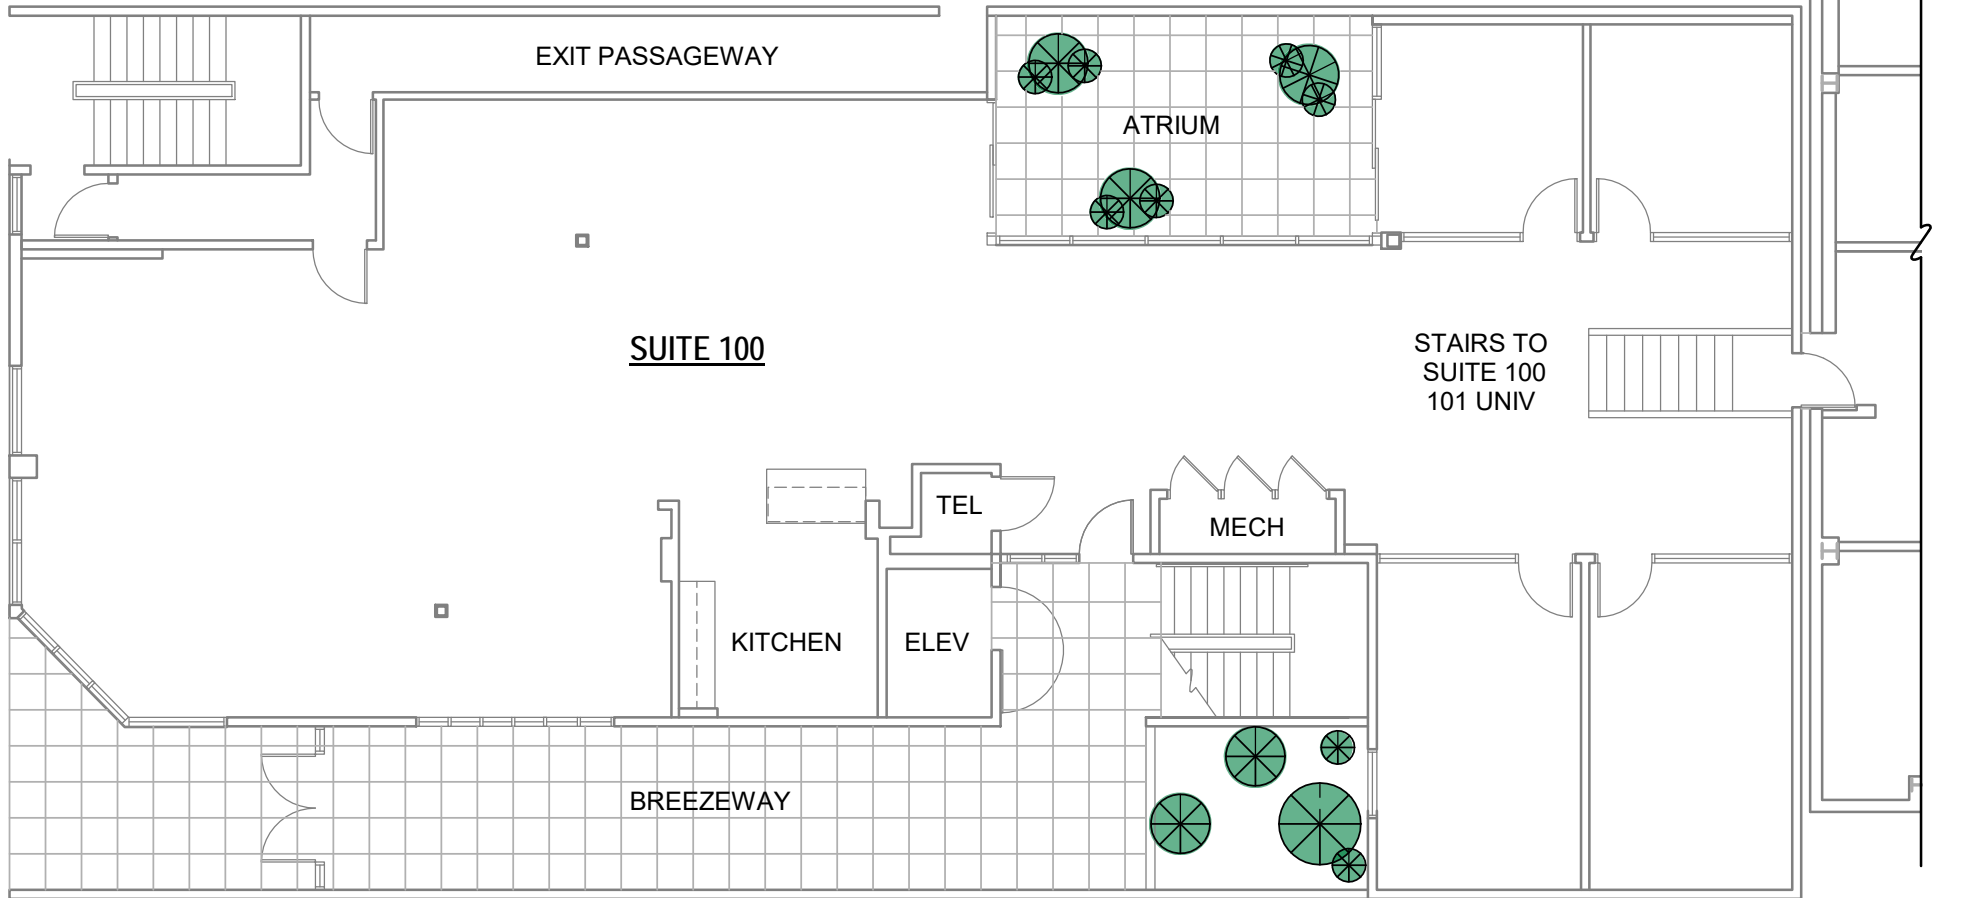 EXIT PASSAGEWAY
ATRIUM
SUITE 100
STAIRS TO
SUITE 100
101 UNIV
TEL
MECH
KITCHEN
ELEV
BREEZEWAY